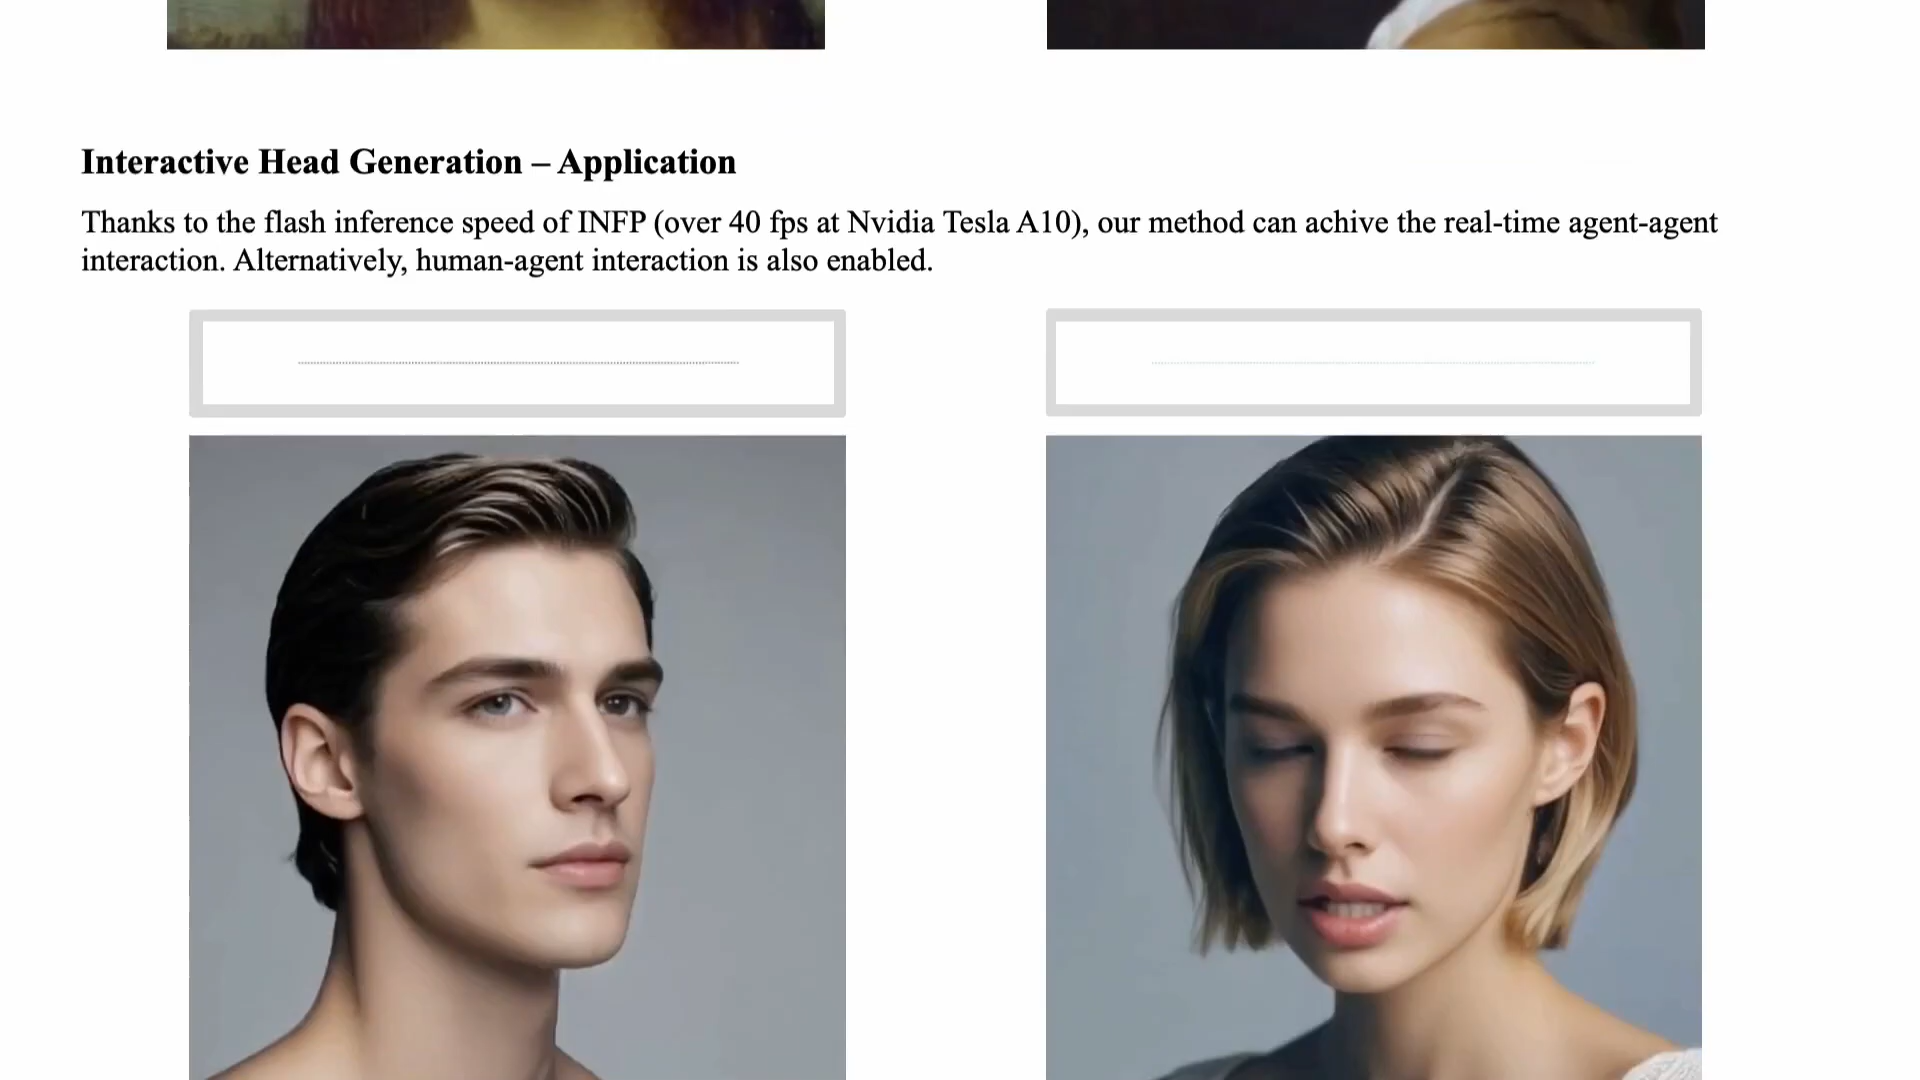 Interactive Head Generation – Application
Thanks to the flash inference speed of INFP (over 40 fps at Nvidia Tesla A10), our method can achive the real-time agent-agent
interaction. Alternatively, human-agent interaction is also enabled.